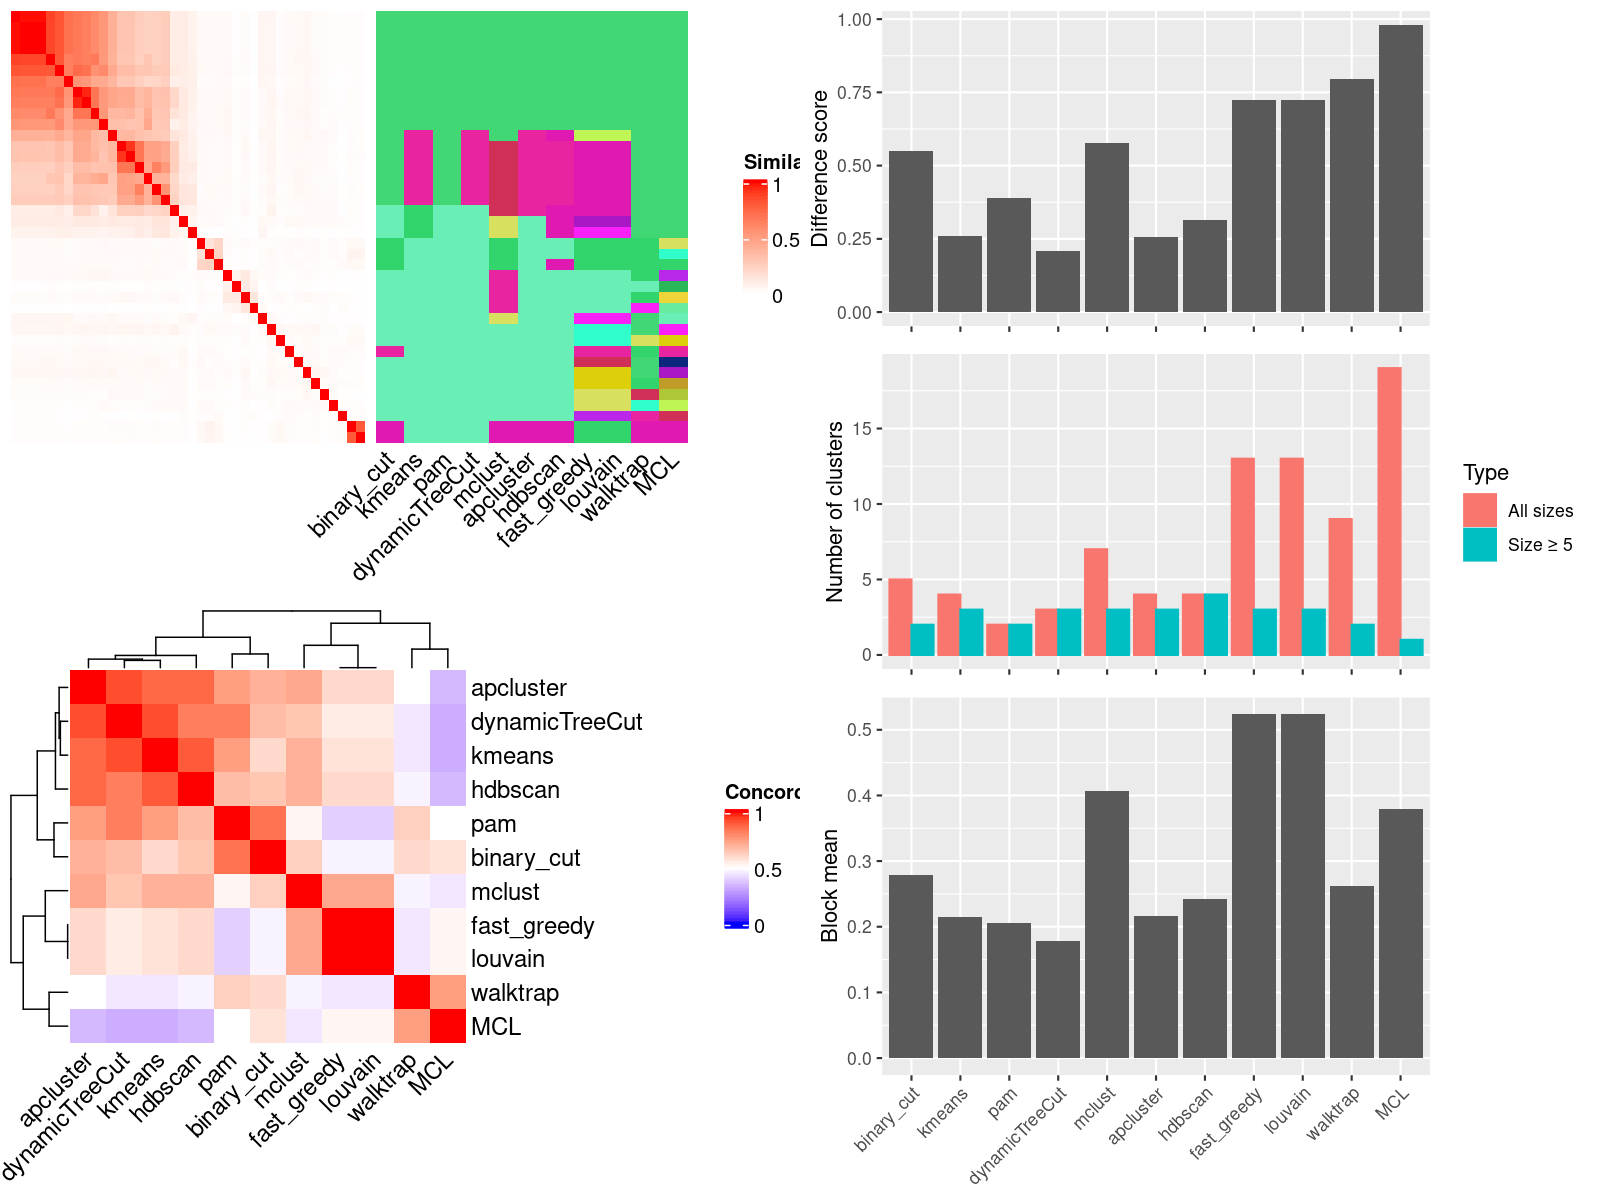 Simila
1
0.5
0
binary_cut
kmeans
pam
dynamicTreeCut
mclust
apcluster
hdbscan
fast_greedy
louvain
walktrap
MCL
apcluster
dynamicTreeCut
kmeans
hdbscan
pam
binary_cut
mclust
fast_greedy
louvain
walktrap
MCL
apcluster
dynamicTreeCut
kmeans
hdbscan
pam
binary_cut
mclust
fast_greedy
louvain
walktrap
MCL
Concord
1
0.5
0
Difference score
1.00
0.75
0.50
0.25
0.00
Number of clusters
15
10
5
0
Type
All sizes
Size ≥ 5
Block mean
0.5
0.4
0.3
0.2
0.1
0.0
binary_cut
kmeans
pam
dynamicTreeCut
mclust
apcluster
hdbscan
fast_greedy
louvain
walktrap
MCL